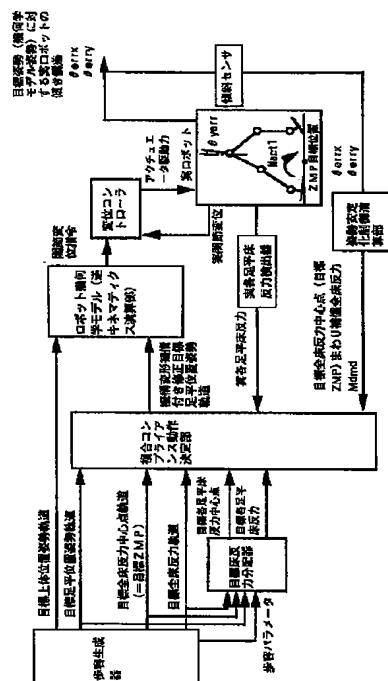 歩容生成
器
目標上体位置姿勢軌道
目標足平位置姿勢軌道
目標全床反力中心点軌道
(=目標ZMP)
目標全床反力軌道
歩容パラメータ
目標床反
力分配器
目標各足平床
反力中心点
目標各足平
床反力
複合コン
プライア
ンス動作
決定部
機構変形補償
付き修正目標
足平位置姿勢
軌道
ロボット幾何
学モデル(逆
キネマティク
ス演算部)
関節変位指令
変位コント
ローラ
アクチュエ
ータ駆動力
実関節変位
実ロボット
θyerr
Mact1
ZMP目標位置
傾斜センサ
目標姿勢(幾何学
モデル姿勢)に対
する実ロボットの
傾き偏差
θerrx
θerry
θerrx
θerry
実各足平床
反力検出器
実各足平床反力
姿勢安定
化制御演
算部
目標全床反力中心点(目標
ZMP)まわり補償全床反力
Mdmd